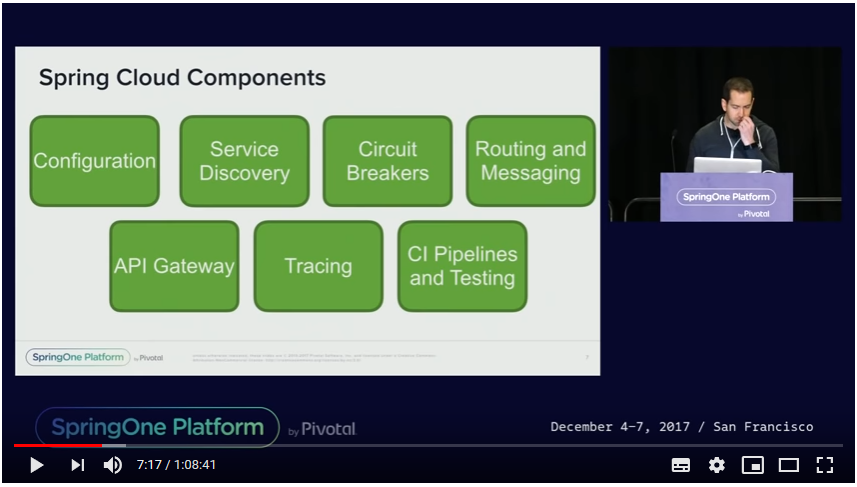 Spring Cloud Components
Configuration
Service
Discovery
Circuit
Breakers
Routing and
Messaging
API Gateway
Tracing
CI Pipelines
and Testing
SpringOne Platform
by Pivotal
7
SpringOne Platform
by Pivotal
SpringOne Platform
by Pivotal
December 4-7, 2017 / San Francisco
7:17 / 1:08:41